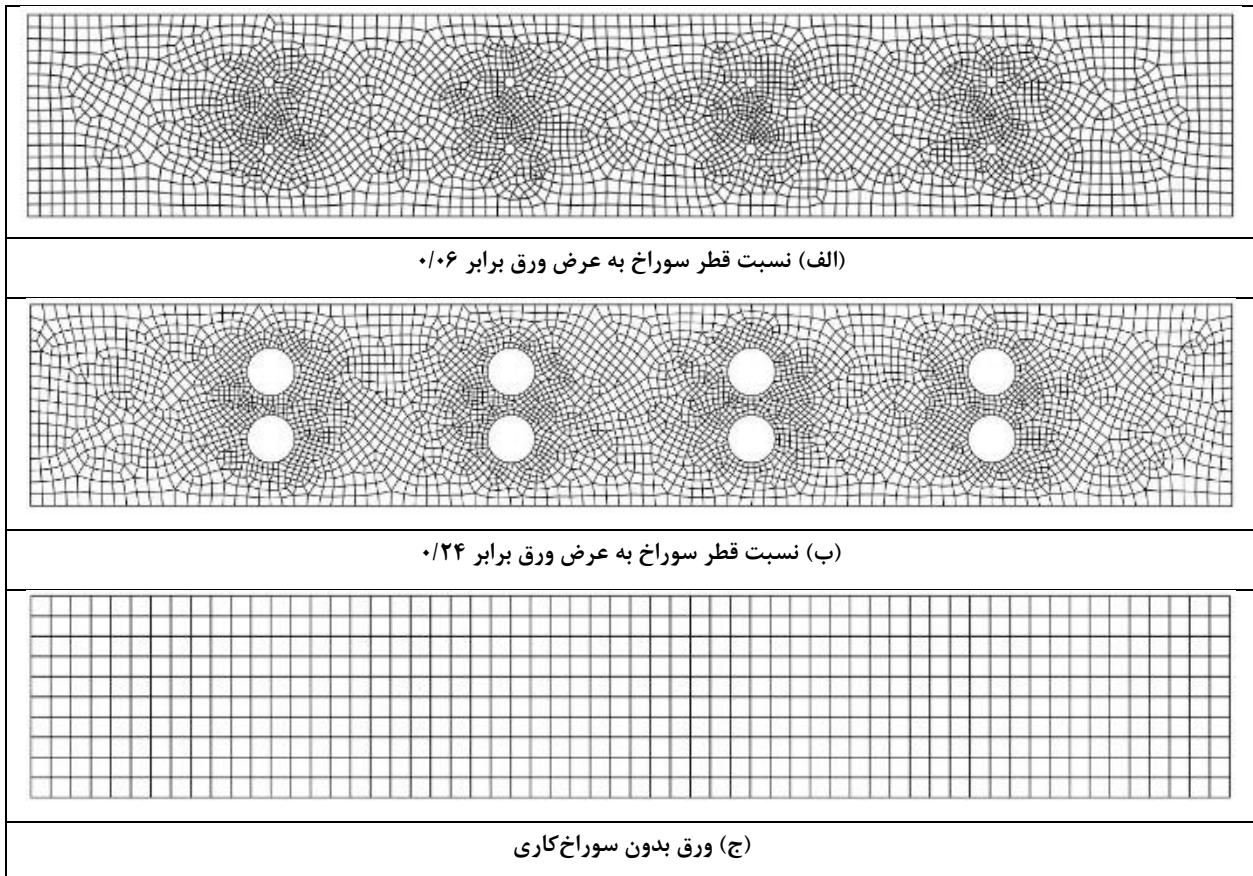 (الف) نسبت قطر سوراخ به عرض ورق برابر ۰/۰۶
(ب) نسبت قطر سوراخ به عرض ورق برابر ۰/۲۴
(ج) ورق بدون سوراخ‌کاری